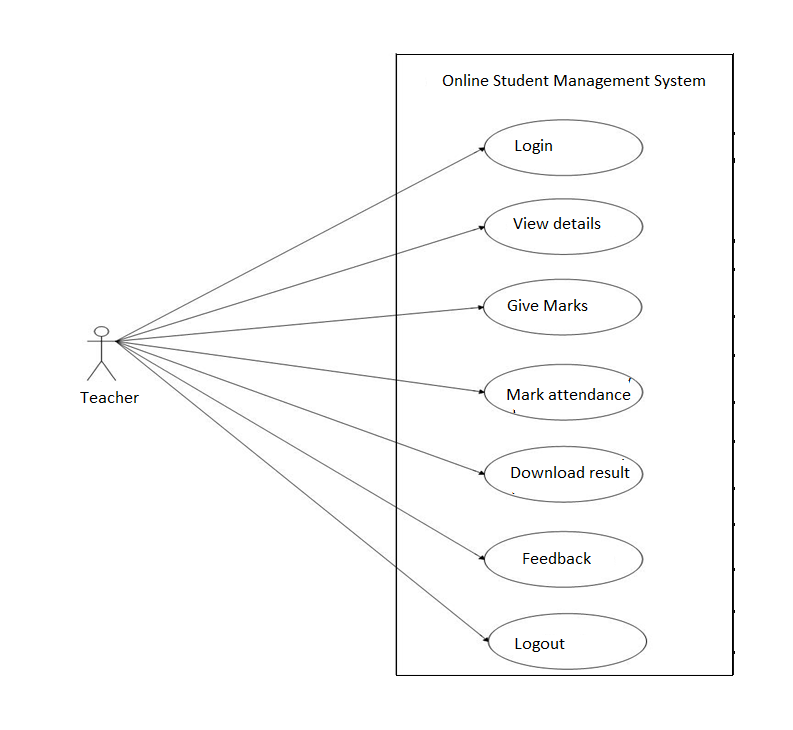 Online Student Management System
Login
View details
Give Marks
Teacher
Mark attendance
Download result
Feedback
Logout